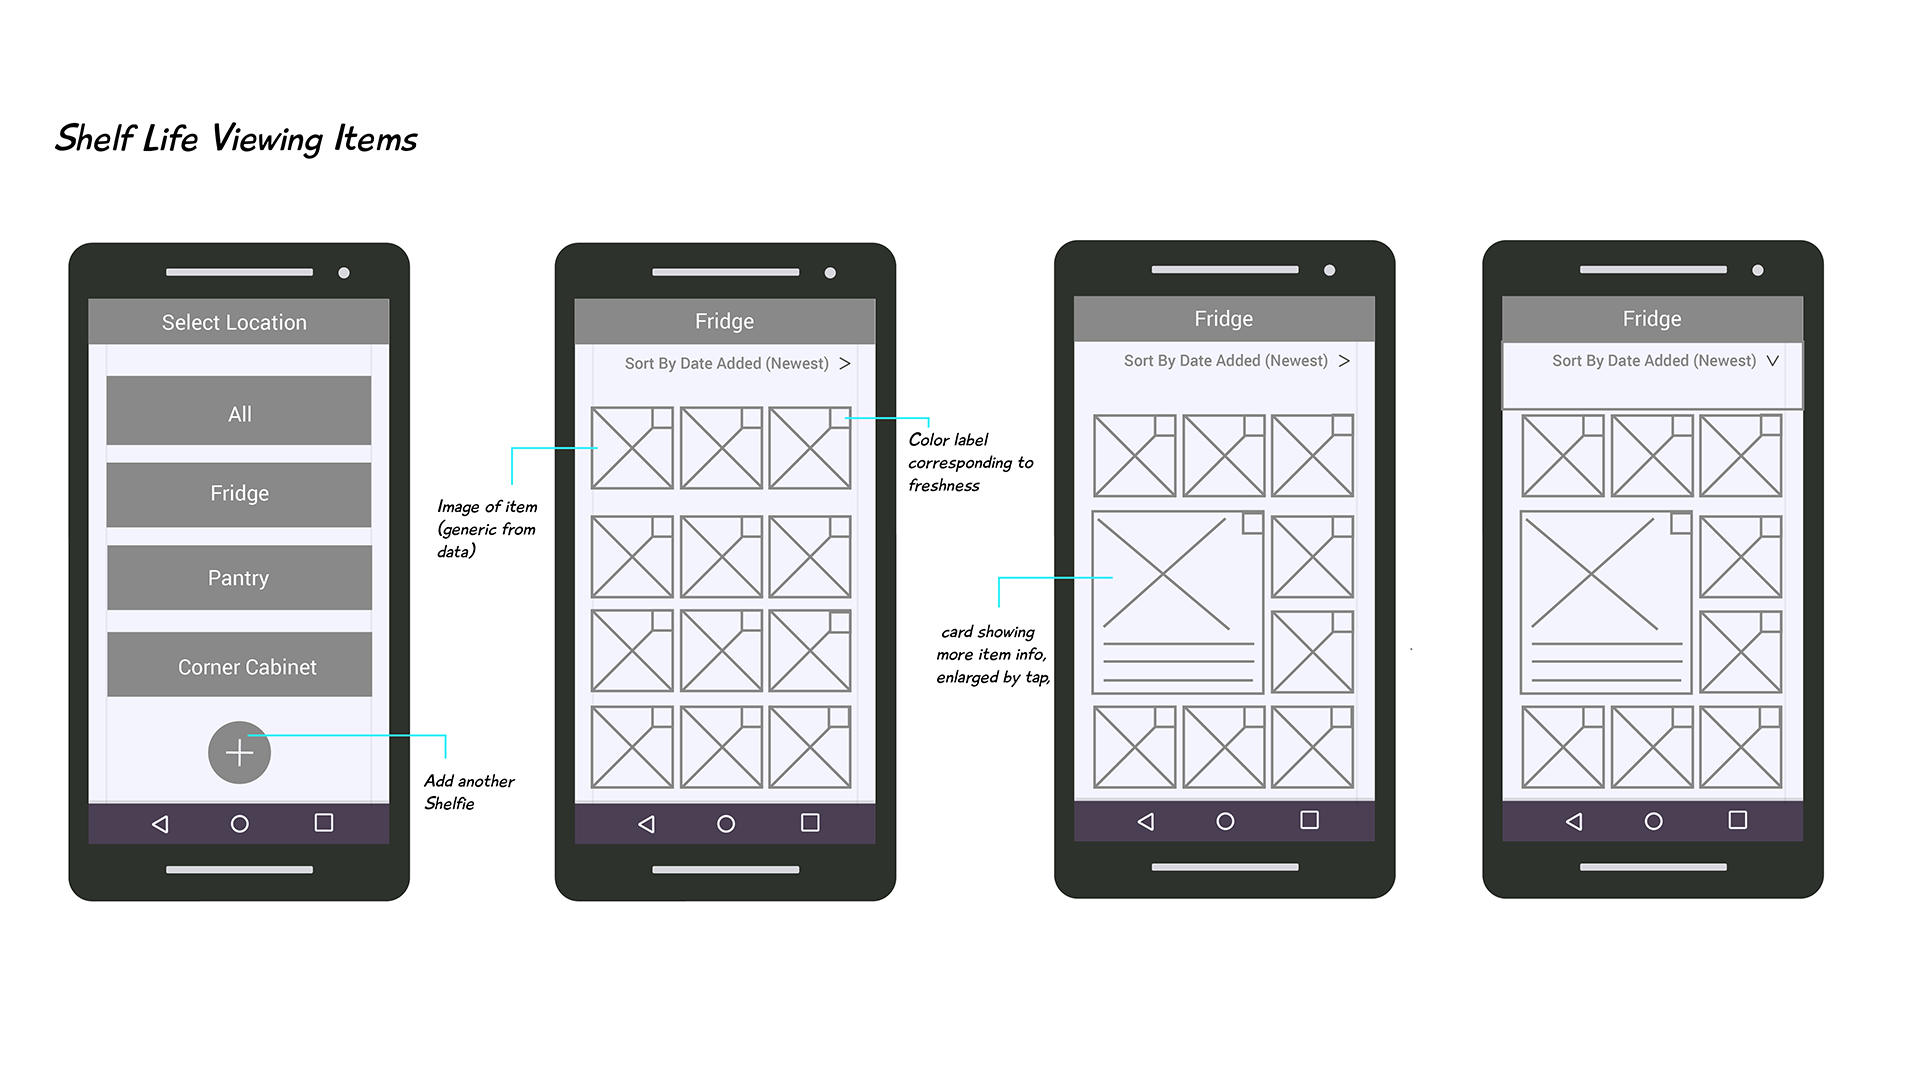 Shelf Life Viewing Items
Select Location
All
Fridge
Pantry
Corner Cabinet
Add another
Shelfie
Fridge
Sort By Date Added (Newest) >
Image of item
(generic from
data)
Color label
corresponding to
freshness
Fridge
Sort By Date Added (Newest) >
card showing
more item info,
enlarged by tap,
Fridge
Sort By Date Added (Newest)